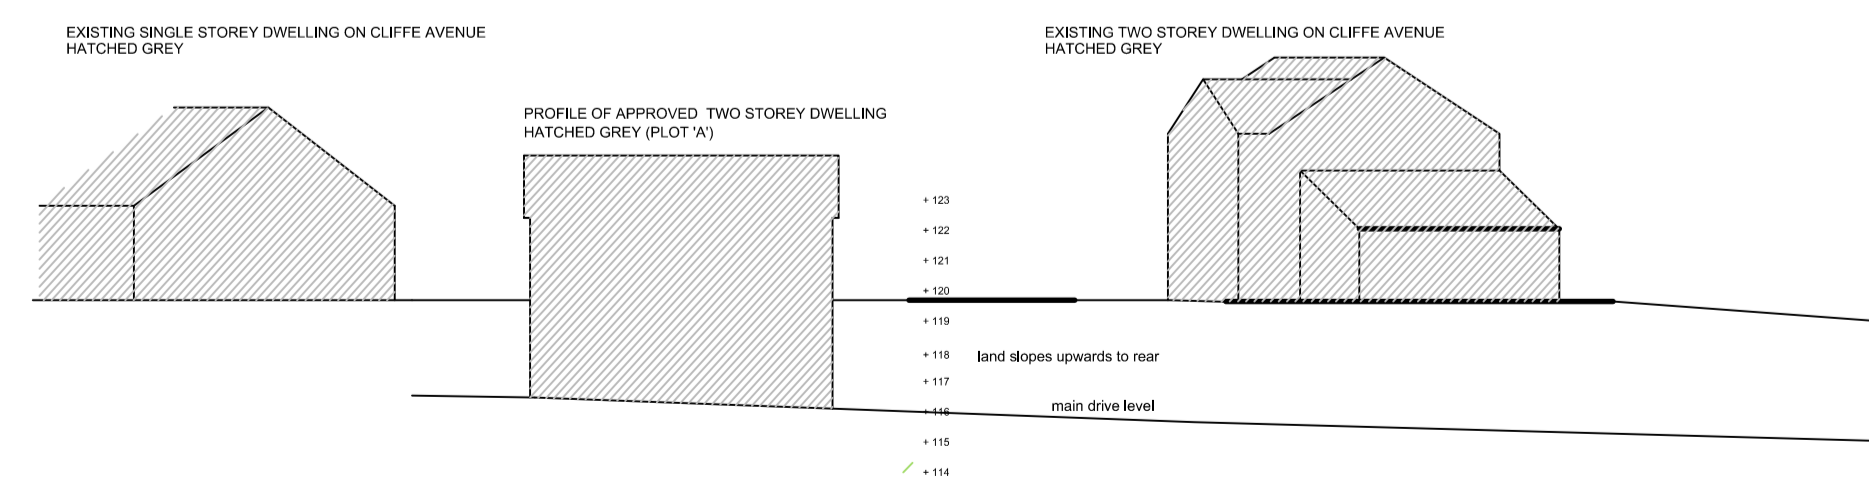 EXISTING SINGLE STOREY DWELLING ON CLIFFE AVENUE
HATCHED GREY
EXISTING TWO STOREY DWELLING ON CLIFFE AVENUE
HATCHED GREY
PROFILE OF APPROVED TWO STOREY DWELLING
HATCHED GREY (PLOT 'A')
+ 123
+ 122
+ 121
+ 120
+ 119
+ 118
land slopes upwards to rear
+ 117
main drive level
+ 116
+ 115
+ 114